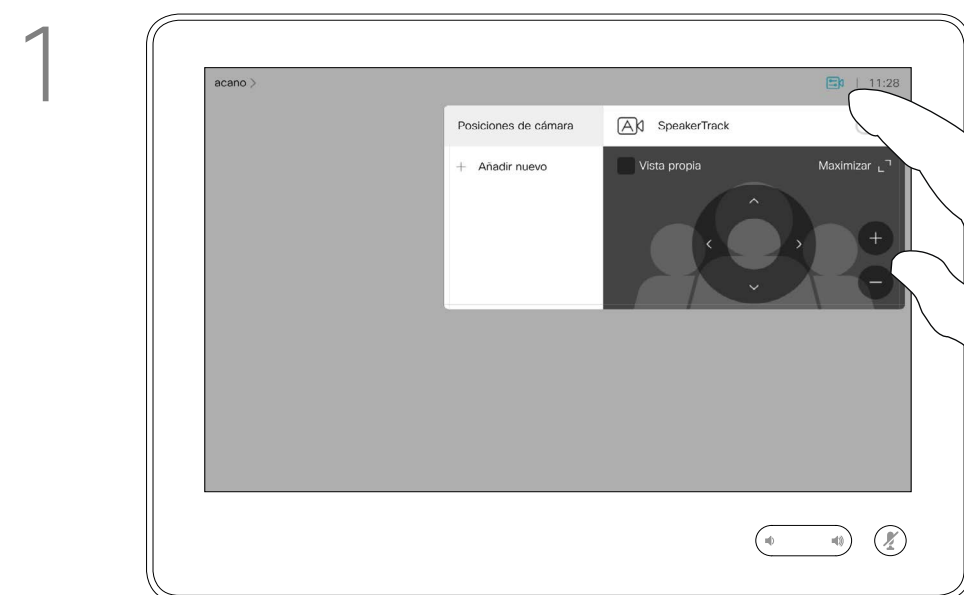 1
acano >
11:28
Posiciones de cámara
SpeakerTrack
+ Añadir nuevo
Vista propia
Maximizar